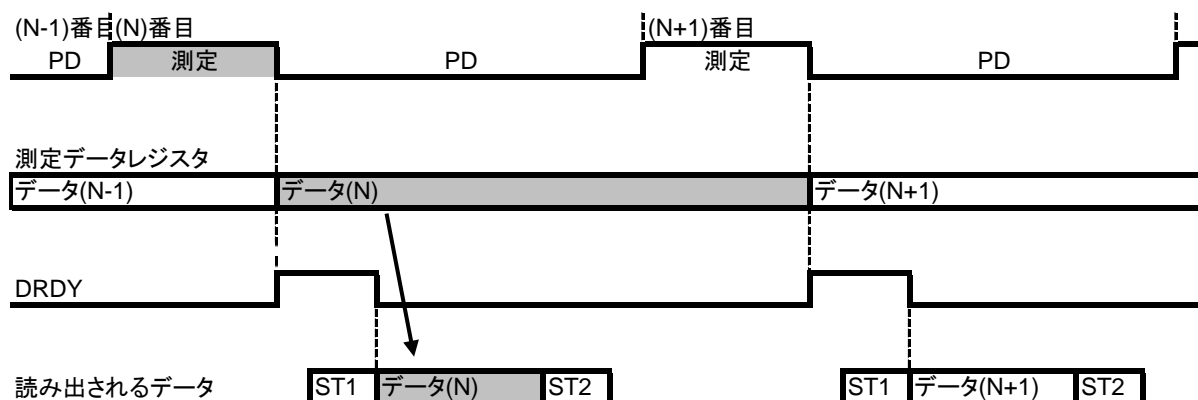 (N-1)番目 (N)番目 (N+1)番目
PD 測定 PD 測定 PD
測定データレジスタ
データ(N-1) データ(N) データ(N+1)
DRDY
読み出されるデータ ST1 データ(N) ST2 ST1 データ(N+1) ST2